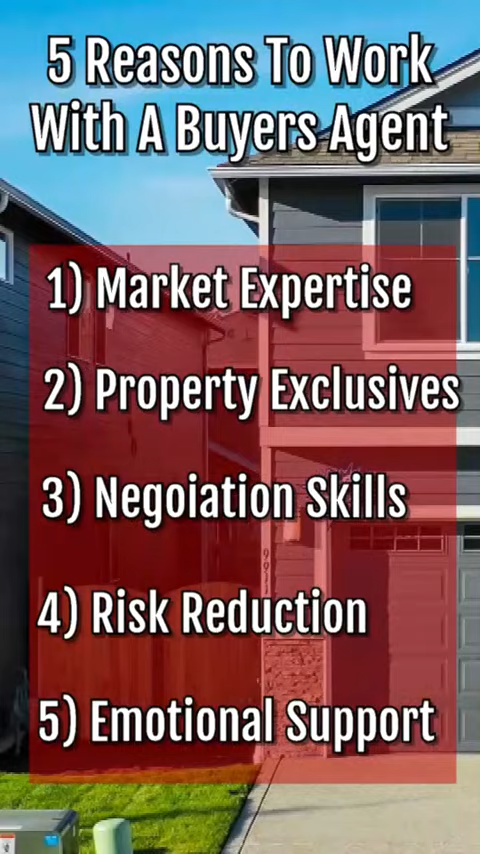 5 Reasons To Work
With A Buyers Agent
1) Market Expertise
2) Property Exclusives
3) Negoiation Skills
4) Risk Reduction
5) Emotional Support